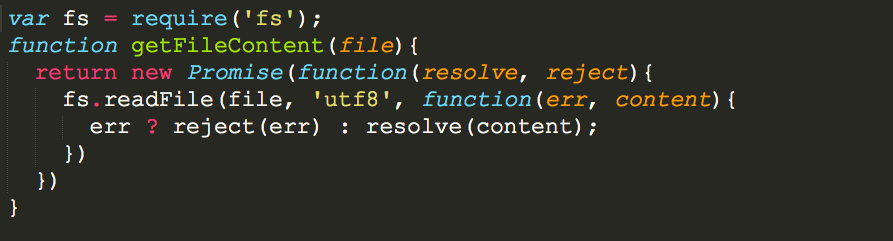 var fs = require('fs');
function getFileContent(file){
  return new Promise(function(resolve, reject){
    fs.readFile(file, 'utf8', function(err, content){
      err ? reject(err) : resolve(content);
    })
  })
}